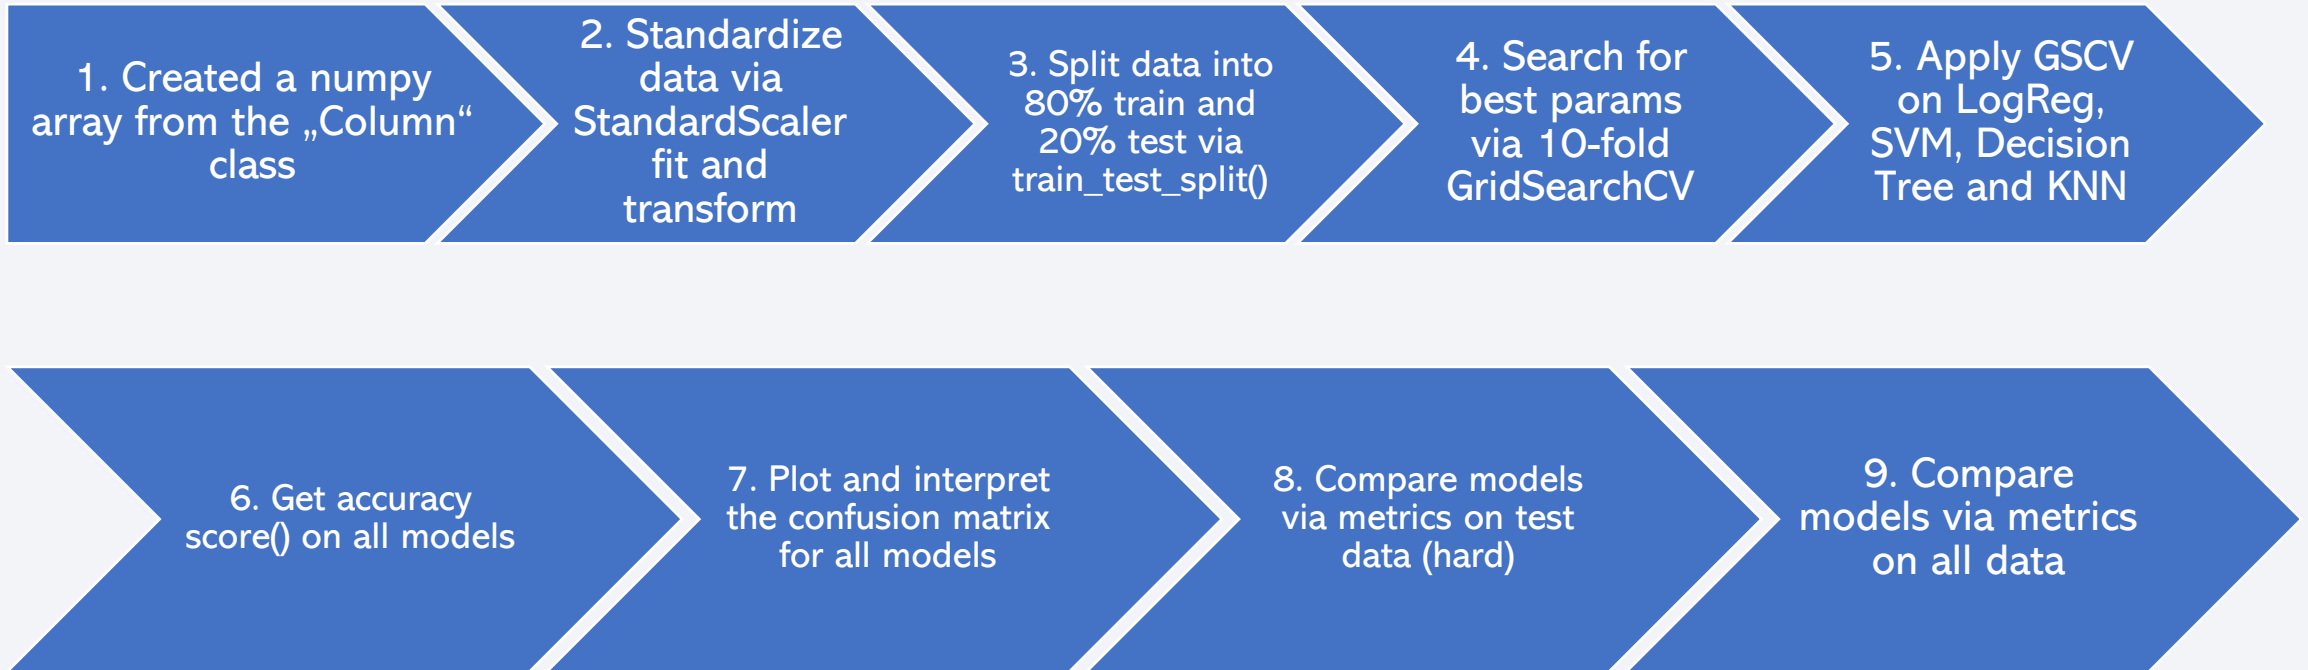 1. Created a numpy
array from the „Column“
class
2. Standardize
data via
StandardScaler
fit and
transform
3. Split data into
80% train and
20% test via
train_test_split()
4. Search for
best params
via 10-fold
GridSearchCV
5. Apply GSCV
on LogReg,
SVM, Decision
Tree and KNN
6. Get accuracy
score() on all models
7. Plot and interpret
the confusion matrix
for all models
8. Compare models
via metrics on test
data (hard)
9. Compare
models via metrics
on all data